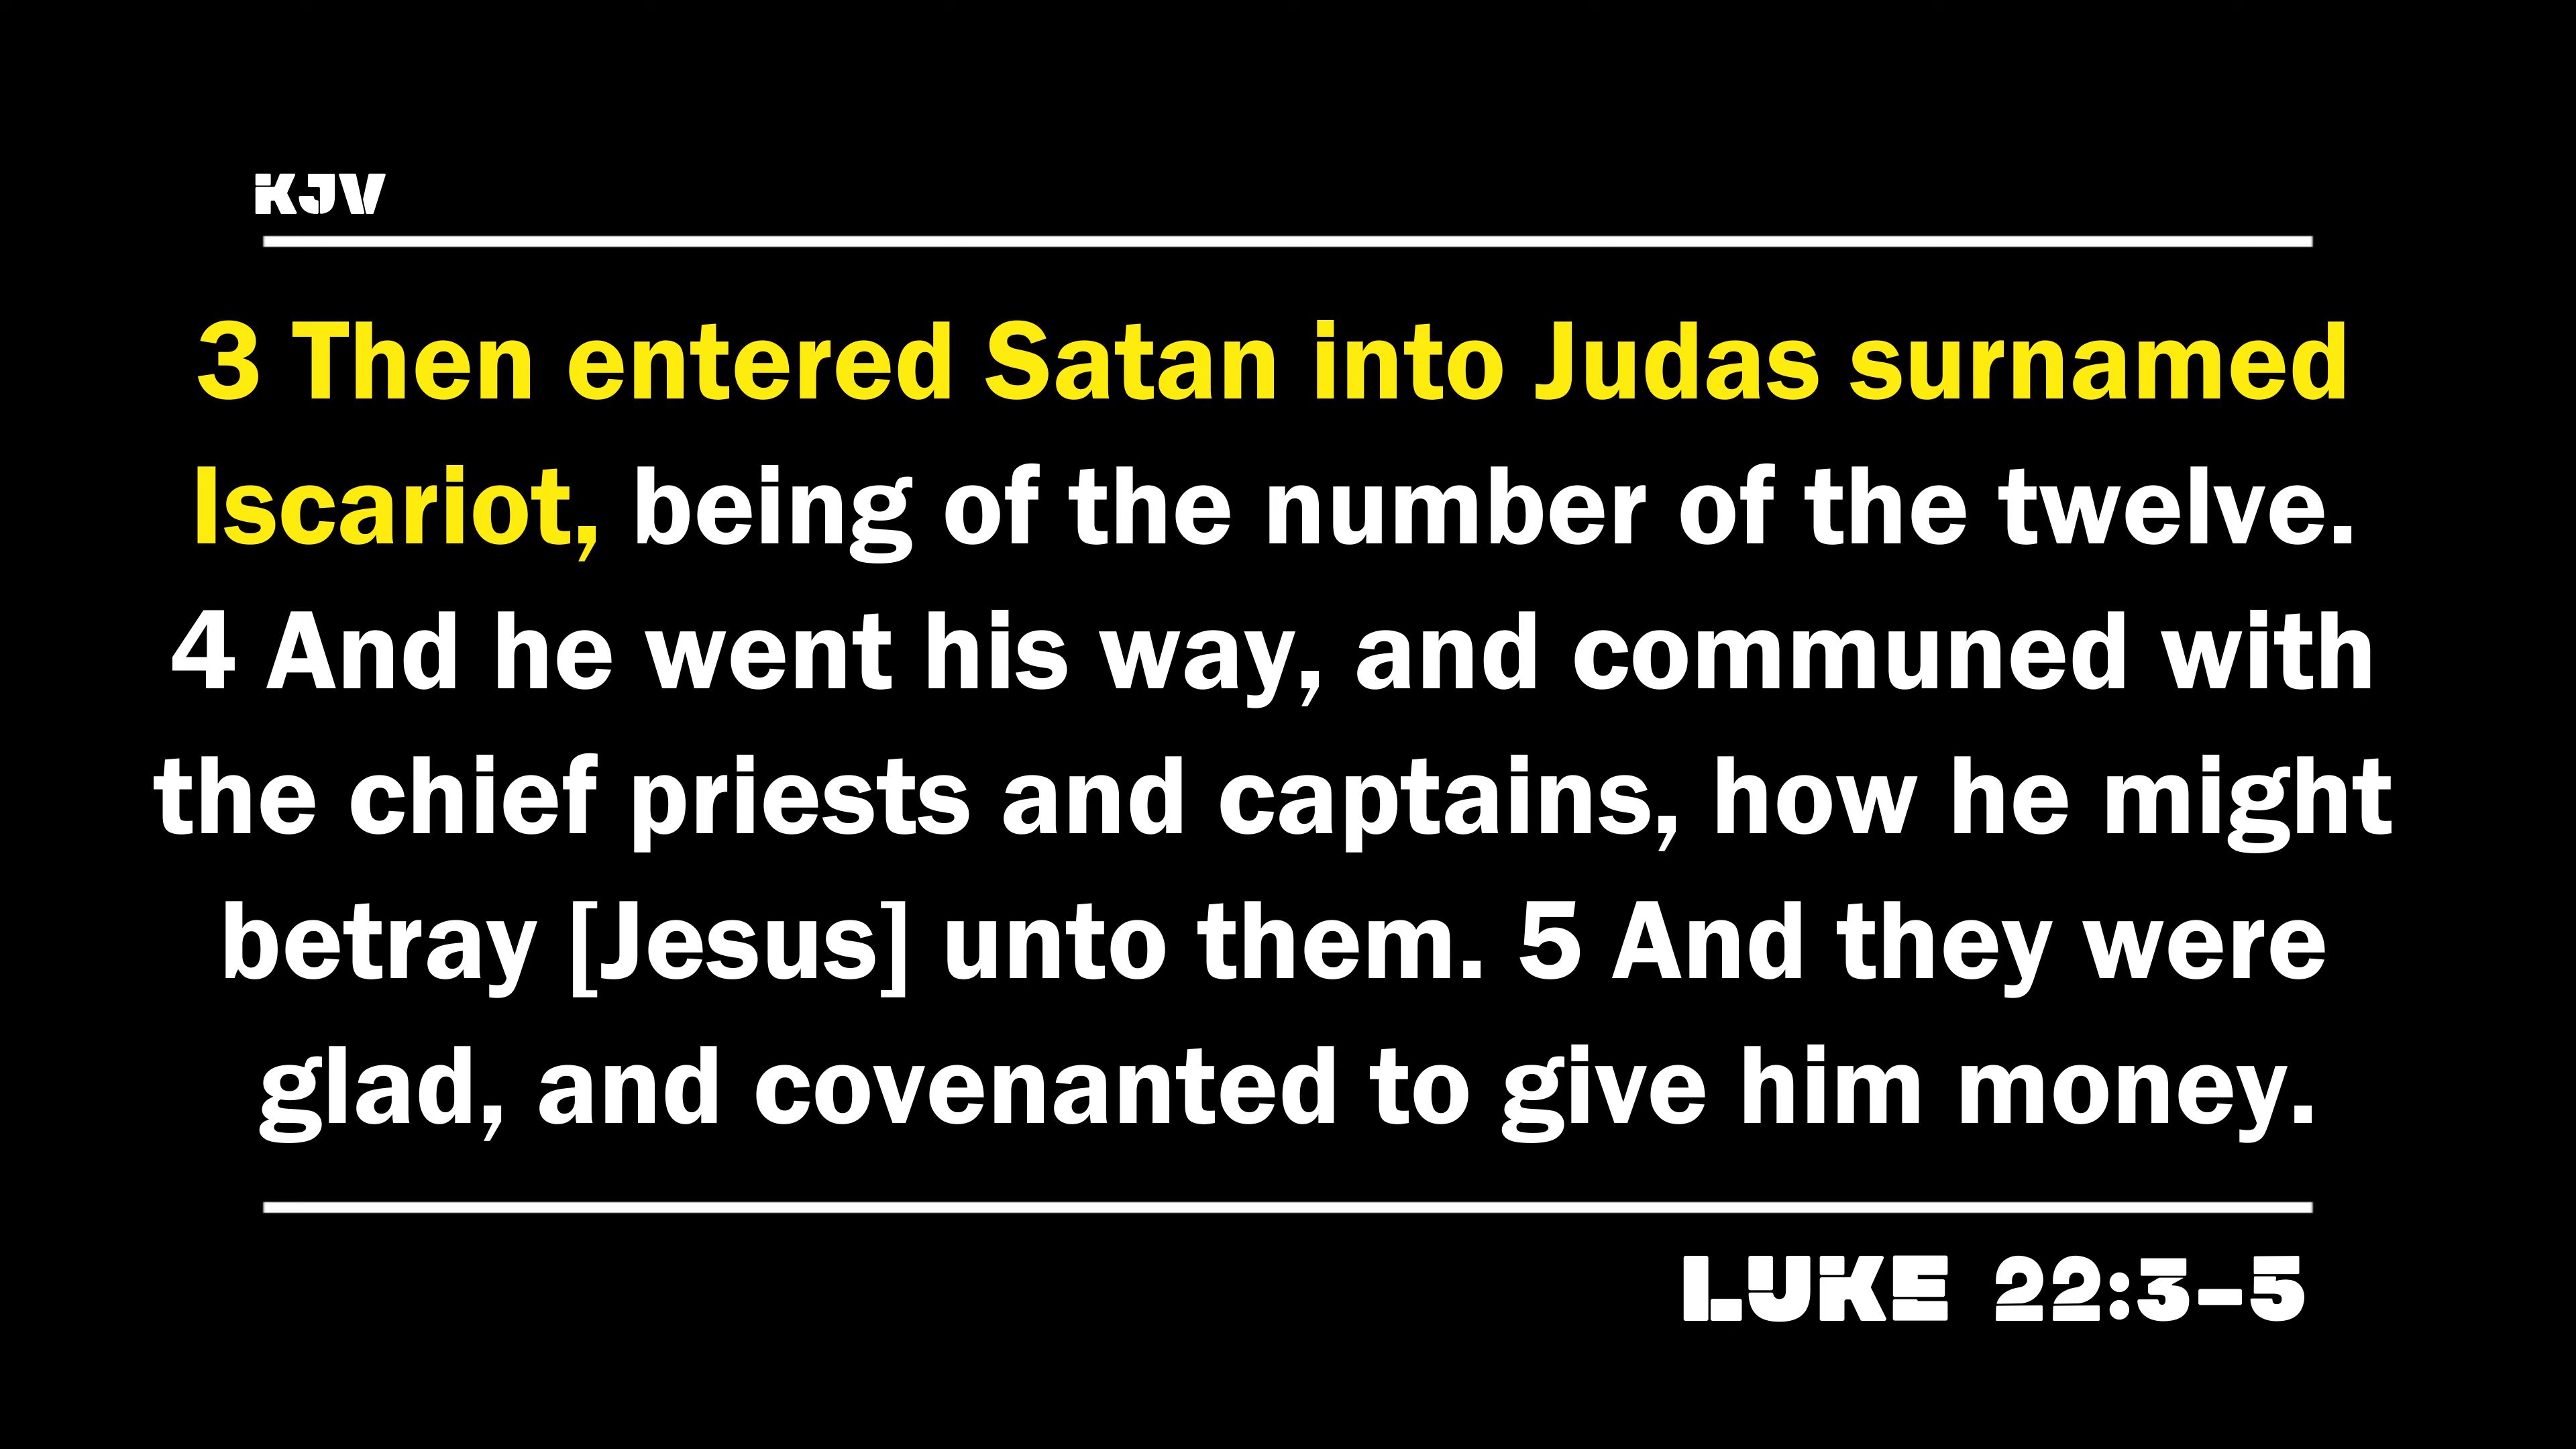 KJV
3 Then entered Satan into Judas surnamed
Iscariot, being of the number of the twelve.
4 And he went his way, and communed with
the chief priests and captains, how he might
betray [Jesus] unto them. 5 And they were
glad, and covenanted to give him money.
LUKE 22:3–5